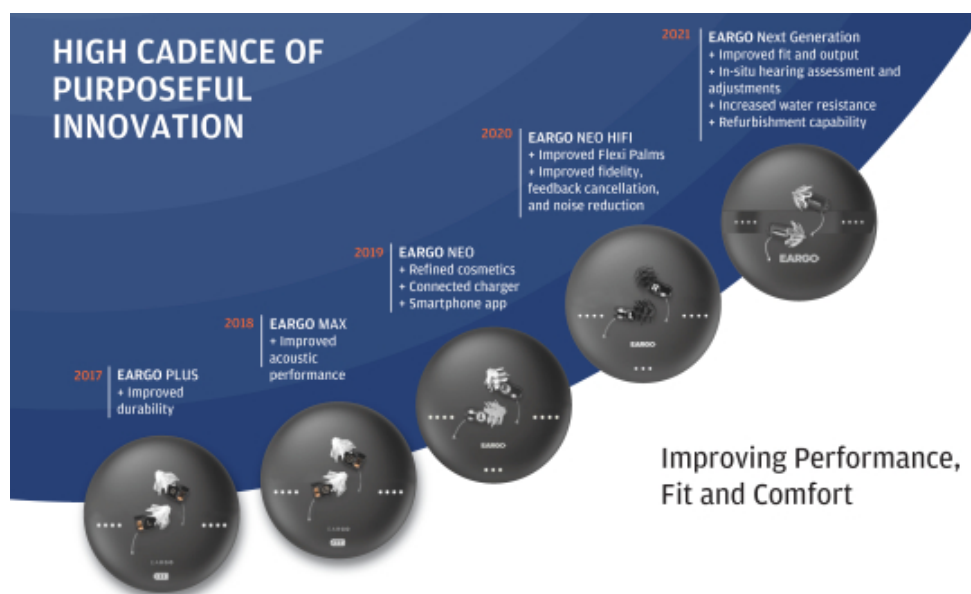 HIGH CADENCE OF
PURPOSEFUL
INNOVATION
2017
EARGO PLUS
+ Improved
durability
2018
EARGO MAX
+ Improved
acoustic
performance
2019
EARGO NEO
+ Refined cosmetics
+ Connected charger
+ Smartphone app
2020
EARGO NEO HIFI
+ Improved Flexi Palms
+ Improved fidelity,
feedback cancellation,
and noise reduction
2021
EARGO Next Generation
+ Improved fit and output
+ In-situ hearing assessment and
adjustments
+ Increased water resistance
+ Refurbishment capability
EARGO
EARGO
EARGO
Improving Performance,
Fit and Comfort